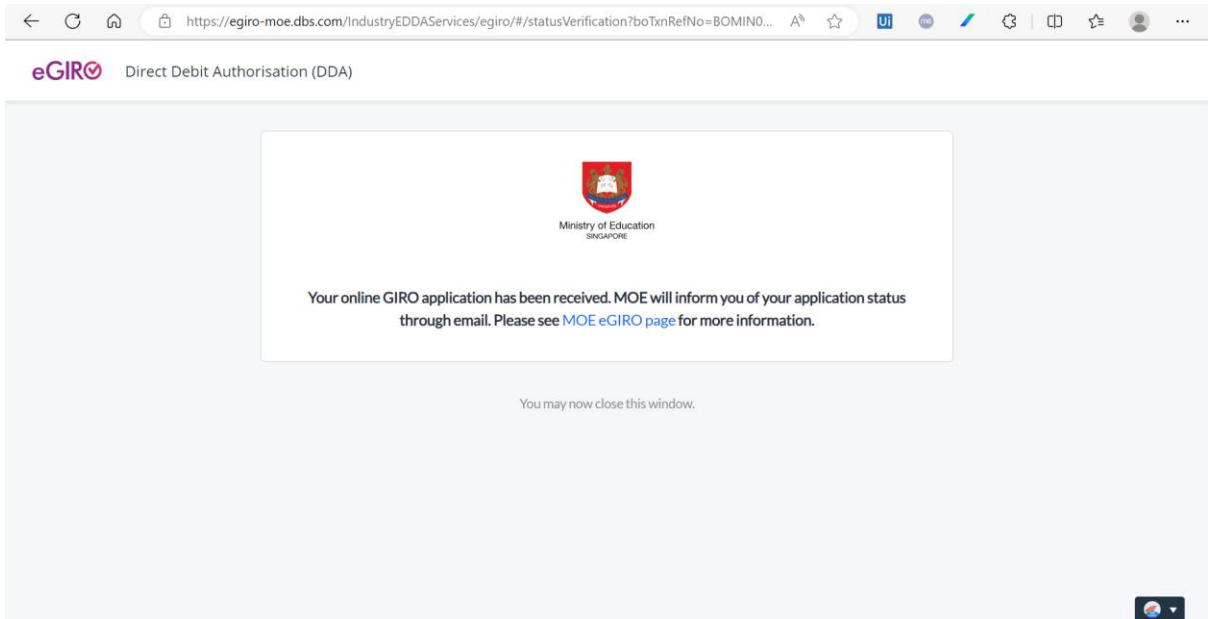 https://egiro-moe.dbs.com/IndustryEDDAServices/egiro/#/statusVerification?boTxnRefNo=BOMIN0...
eGIRO Direct Debit Authorisation (DDA)
Ministry of Education
SINGAPORE
Your online GIRO application has been received. MOE will inform you of your application status
through email. Please see MOE eGIRO page for more information.
You may now close this window.